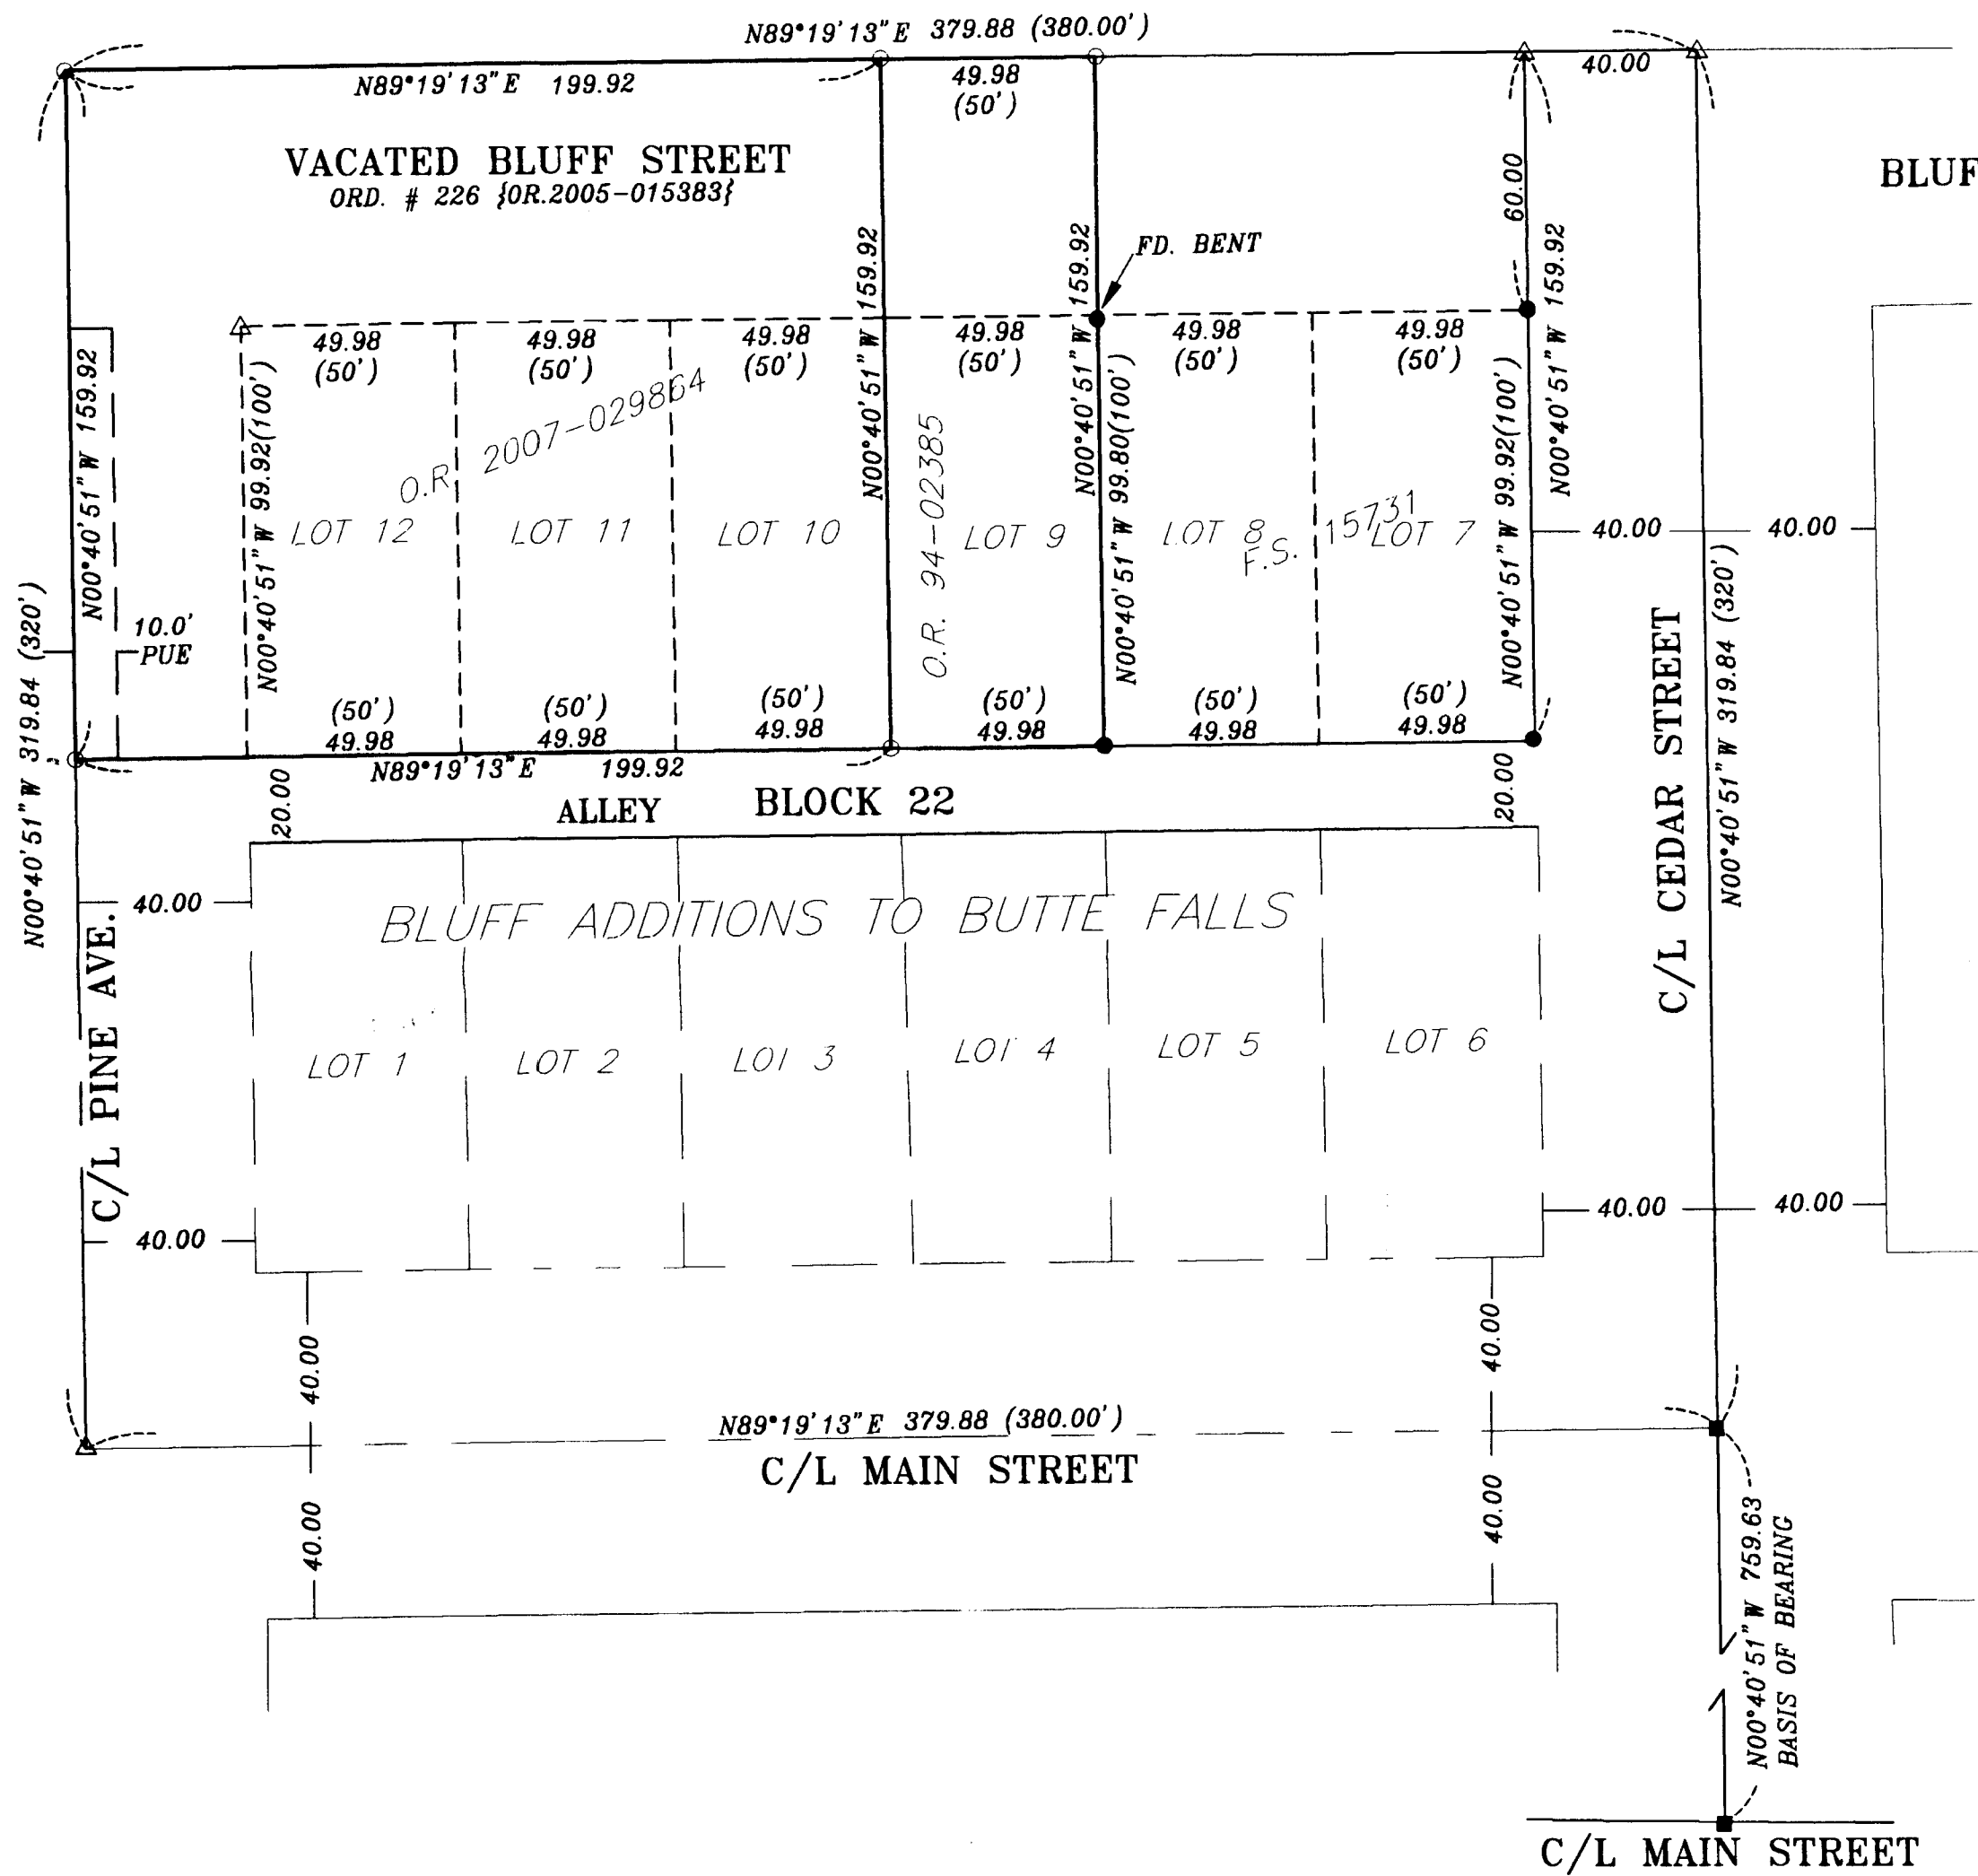 N89°19'13"E 379.88 (380.00')
N89°19'13"E 199.92
49.98
(50')
40.00
VACATED BLUFF STREET
ORD. # 226 {OR.2005-015383}
BLUF
60.00
FD. BENT
N00°40'51"W 159.92
N00°40'51"W 159.92
N00°40'51"W 159.92
N00°40'51"W 159.92
49.98
(50')
49.98
(50')
49.98
(50')
49.98
(50')
49.98
(50')
49.98
(50')
N00°40'51"W 99.92(100')
O.R. 2007-029864
O.R. 94-02385
N00°40'51"W 99.80(100')
N00°40'51"W 99.92(100')
LOT 12
LOT 11
LOT 10
LOT 9
LOT 8
LOT 7
F.S. 15731
40.00
40.00
10.0'
PUE
N00°40'51"W 319.84 (320')
N00°40'51"W 319.84 (320')
C/L CEDAR STREET
(50')
49.98
(50')
49.98
(50')
49.98
(50')
49.98
(50')
49.98
(50')
49.98
N89°19'13"E 199.92
20.00
ALLEY
BLOCK 22
20.00
40.00
BLUFF ADDITIONS TO BUTTE FALLS
C/L PINE AVE.
LOT 1
LOT 2
LOT 3
LOT 4
LOT 5
LOT 6
40.00
40.00
40.00
40.00
40.00
N89°19'13"E 379.88 (380.00')
C/L MAIN STREET
40.00
40.00
N00°40'51"W 759.63
BASIS OF BEARING
C/L MAIN STREET